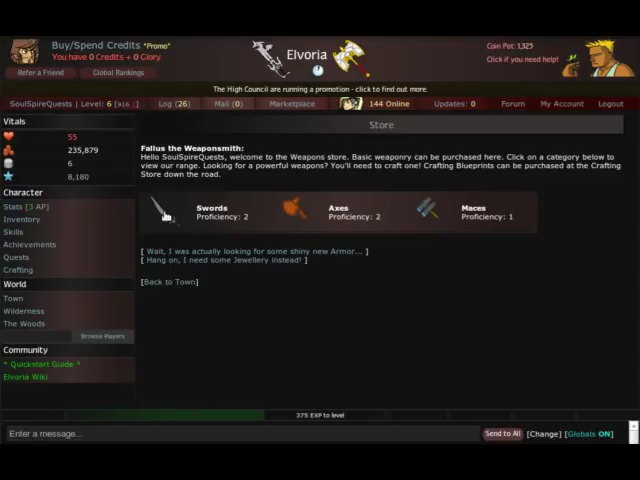 Buy/Spend Credits *Promo*
You have 0 Credits + 0 Glory
Refer a Friend
Global Rankings
Elvoria
Coin Pot: 1,325
Click if you need help!
The High Council are running a promotion - click to find out more.
SoulSpireQuests | Level: 6
Log (26)
Mail (0)
Marketplace
144 Online
Updates: 0
Forum
My Account
Logout
Vitals
55
235,879
6
8,180
Character
Stats [3 AP]
Inventory
Skills
Achievements
Quests
Crafting
World
Town
Wilderness
The Woods
Browse Players
Community
* Quickstart Guide *
Elvoria Wiki
Store
Fallus the Weaponsmith:
Hello SoulSpireQuests, welcome to the Weapons store. Basic weaponry can be purchased here. Click on a category below to
view our range. Looking for a powerful weapons? You'll need to craft one! Crafting Blueprints can be purchased at the Crafting
Store down the road.
Swords
Proficiency: 2
Axes
Proficiency: 2
Maces
Proficiency: 1
[ Wait, I was actually looking for some shiny new Armor... ]
[ Hang on, I need some Jewellery instead! ]
[Back to Town]
375 EXP to level
Enter a message...
Send to All
[Change] [Globals ON]